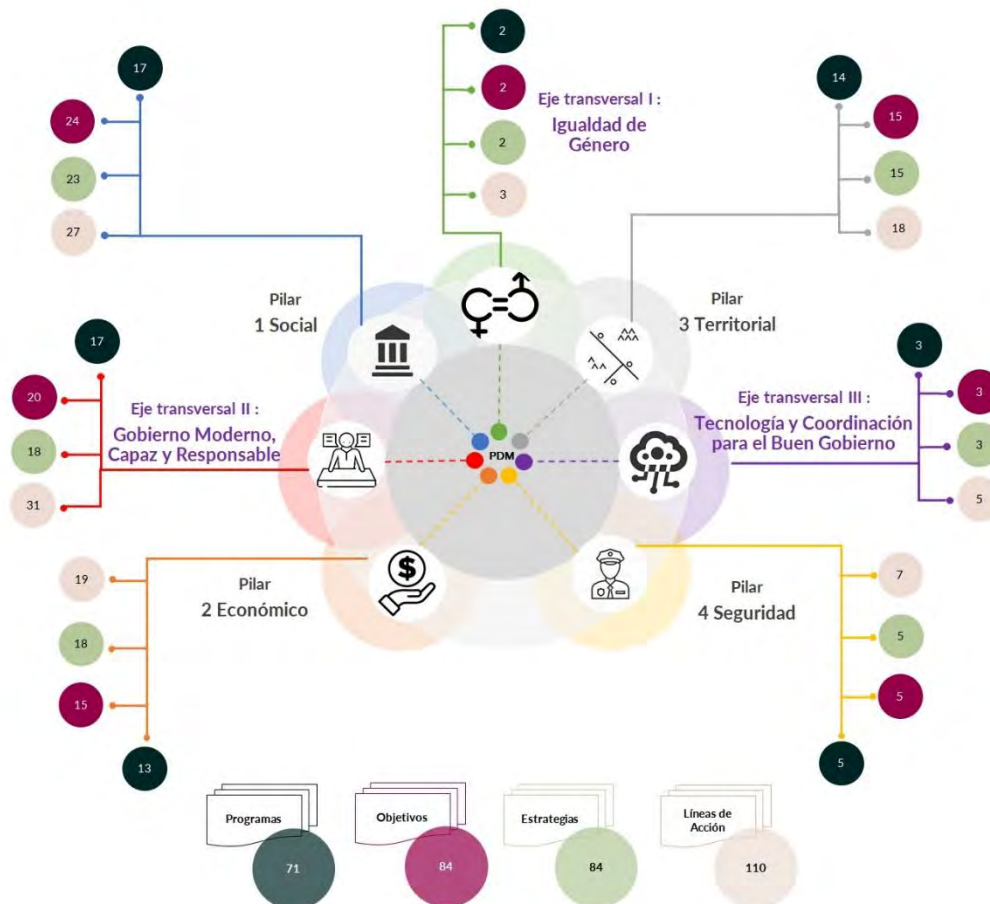 2
2
2
3
Eje transversal I :
Igualdad de
Género
17
24
23
27
Pilar
1 Social
14
15
15
18
Pilar
3 Territorial
17
20
18
31
Eje transversal II :
Gobierno Moderno,
Capaz y Responsable
PDM
3
3
3
5
Eje transversal III :
Tecnología y Coordinación
para el Buen Gobierno
19
18
15
13
Pilar
2 Económico
$
7
5
5
5
Pilar
4 Seguridad
Programas
71
Objetivos
84
Estrategias
84
Líneas de
Acción
110